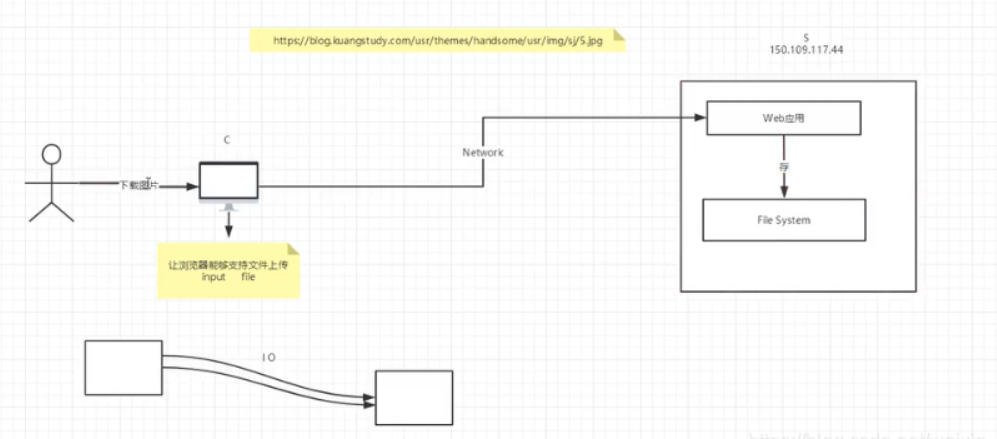 https://blog.kuangstudy.com/usr/themes/handsome/usr/img/sj/5.jpg
S
150.109.117.44
C
Web应用
Network
存
下载图片
File System
让浏览器能够支持文件上传
input file
IO